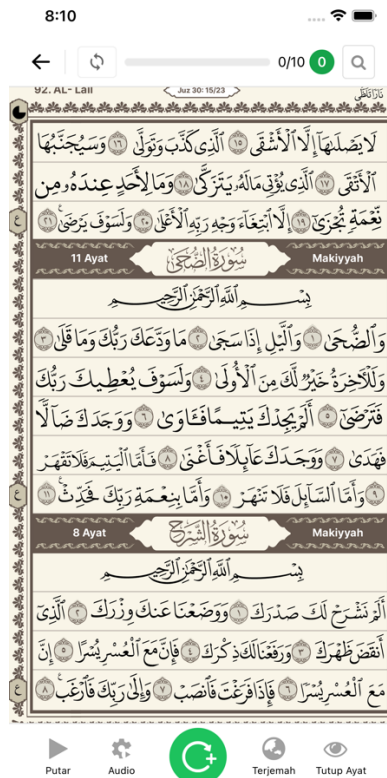 8:10
0/10 0
92. AL- Lail Juz 30: 15/23 نَارًا تَلَظَّىٰ
لَا يَصْلَىٰهَآ إِلَّا ٱلْأَشْقَى ١٥ ٱلَّذِى كَذَّبَ وَتَوَلَّىٰ ١٦ وَسَيُجَنَّبُهَا
ٱلْأَتْقَى ١٧ ٱلَّذِى يُؤْتِى مَالَهُۥ يَتَزَكَّىٰ ١٨ وَمَا لِأَحَدٍ عِندَهُۥ مِن
نِّعْمَةٍ تُجْزَىٰٓ ١٩ إِلَّا ٱبْتِغَآءَ وَجْهِ رَبِّهِ ٱلْأَعْلَىٰ ٢٠ وَلَسَوْفَ يَرْضَىٰ ٢١
ع
11 Ayat سُورَةُ الضُّحَىٰ Makiyyah
بِسْمِ ٱللَّهِ ٱلرَّحْمَٰنِ ٱلرَّحِيمِ
وَٱلضُّحَىٰ ١ وَٱلَّيْلِ إِذَا سَجَىٰ ٢ مَا وَدَّعَكَ رَبُّكَ وَمَا قَلَىٰ ٣
وَلَلْءَاخِرَةُ خَيْرٌ لَّكَ مِنَ ٱلْأُولَىٰ ٤ وَلَسَوْفَ يُعْطِيكَ رَبُّكَ
فَتَرْضَىٰٓ ٥ أَلَمْ يَجِدْكَ يَتِيمًا فَـَٔاوَىٰ ٦ وَوَجَدَكَ ضَآلًّا
فَهَدَىٰ ٧ وَوَجَدَكَ عَآئِلًا فَأَغْنَىٰ ٨ فَأَمَّا ٱلْيَتِيمَ فَلَا تَقْهَرْ
٩ وَأَمَّا ٱلسَّآئِلَ فَلَا تَنْهَرْ ١٠ وَأَمَّا بِنِعْمَةِ رَبِّكَ فَحَدِّثْ ١١
ع
8 Ayat سُورَةُ الشَّرْحِ Makiyyah
بِسْمِ ٱللَّهِ ٱلرَّحْمَٰنِ ٱلرَّحِيمِ
أَلَمْ نَشْرَحْ لَكَ صَدْرَكَ ١ وَوَضَعْنَا عَنكَ وِزْرَكَ ٢ ٱلَّذِىٓ
أَنقَضَ ظَهْرَكَ ٣ وَرَفَعْنَا لَكَ ذِكْرَكَ ٤ فَإِنَّ مَعَ ٱلْعُسْرِ يُسْرًا ٥ إِنَّ
مَعَ ٱلْعُسْرِ يُسْرًا ٦ فَإِذَا فَرَغْتَ فَٱنصَبْ ٧ وَإِلَىٰ رَبِّكَ فَٱرْغَب ٨
ع
Putar Audio Terjemah Tutup Ayat